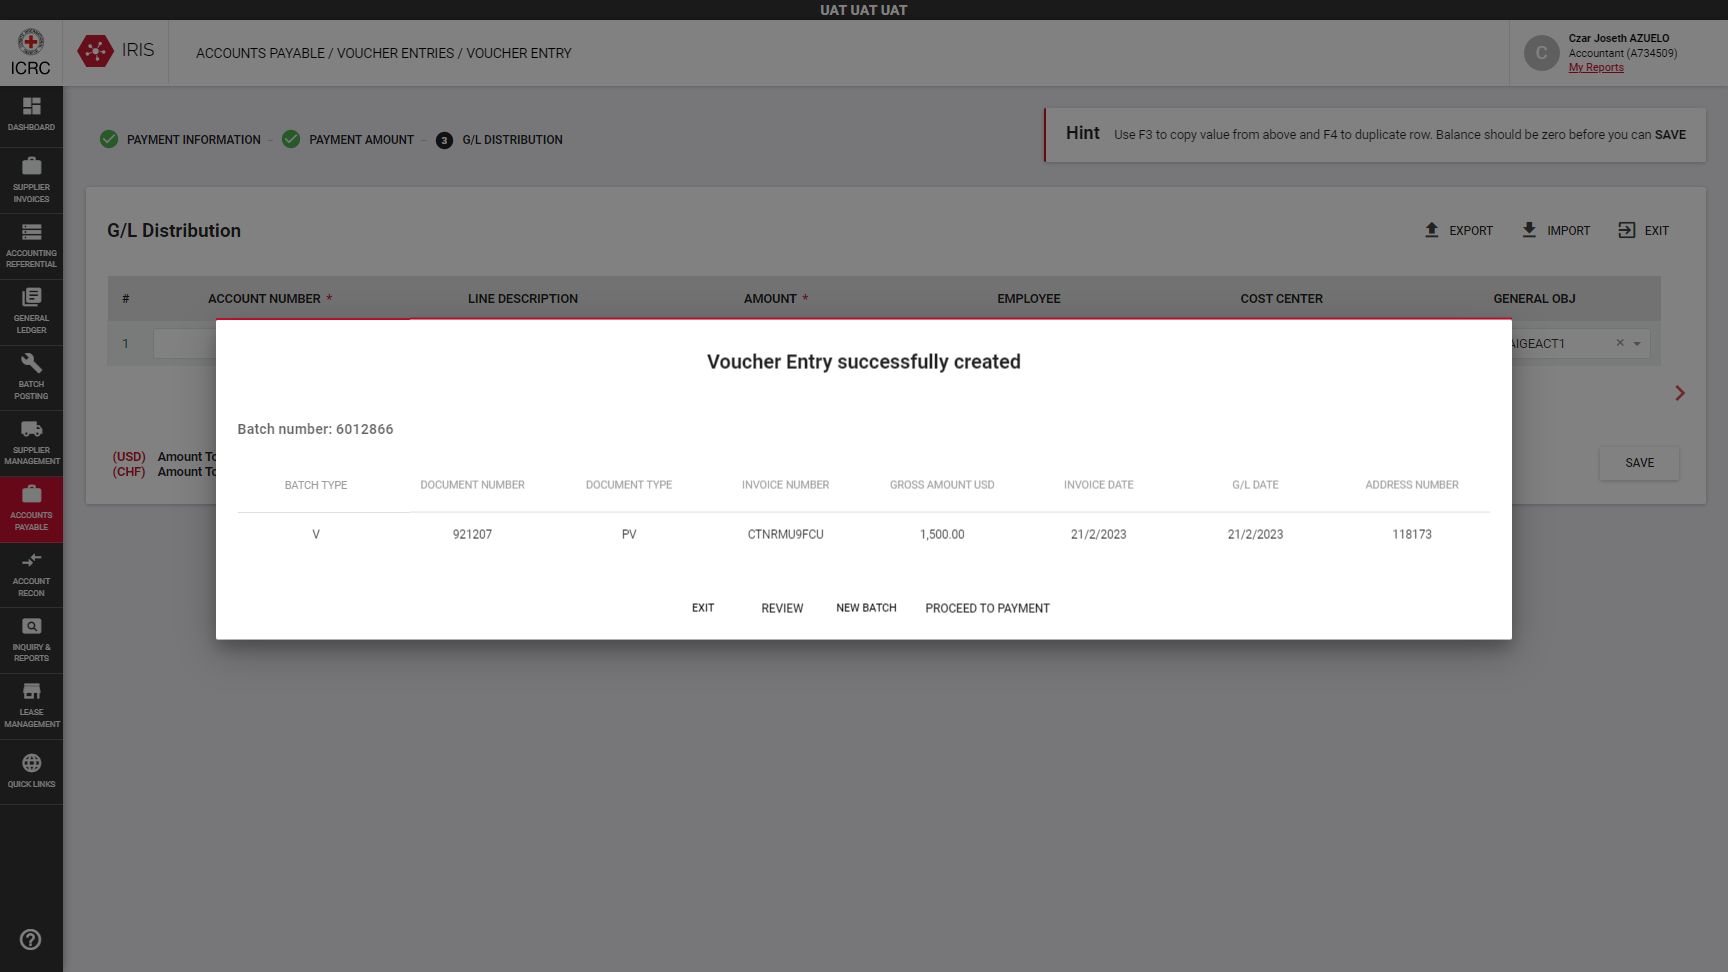 UAT UAT UAT
ICRC
IRIS
ACCOUNTS PAYABLE / VOUCHER ENTRIES / VOUCHER ENTRY
C
Czar Joseth AZUELO
Accountant (A734509)
My Reports
DASHBOARD
SUPPLIER
INVOICES
ACCOUNTING
REFERENTIAL
GENERAL
LEDGER
BATCH
POSTING
SUPPLIER
MANAGEMENT
ACCOUNTS
PAYABLE
ACCOUNT
RECON
INQUIRY &
REPORTS
LEASE
MANAGEMENT
QUICK LINKS
PAYMENT INFORMATION
PAYMENT AMOUNT
3 G/L DISTRIBUTION
Hint Use F3 to copy value from above and F4 to duplicate row. Balance should be zero before you can SAVE
G/L Distribution
EXPORT IMPORT EXIT
# ACCOUNT NUMBER * LINE DESCRIPTION AMOUNT * EMPLOYEE COST CENTER GENERAL OBJ
1 AIGEACT1 ×
(USD) Amount To
(CHF) Amount To
SAVE
Voucher Entry successfully created
Batch number: 6012866
BATCH TYPE DOCUMENT NUMBER DOCUMENT TYPE INVOICE NUMBER GROSS AMOUNT USD INVOICE DATE G/L DATE ADDRESS NUMBER
V 921207 PV CTNRMU9FCU 1,500.00 21/2/2023 21/2/2023 118173
EXIT REVIEW NEW BATCH PROCEED TO PAYMENT